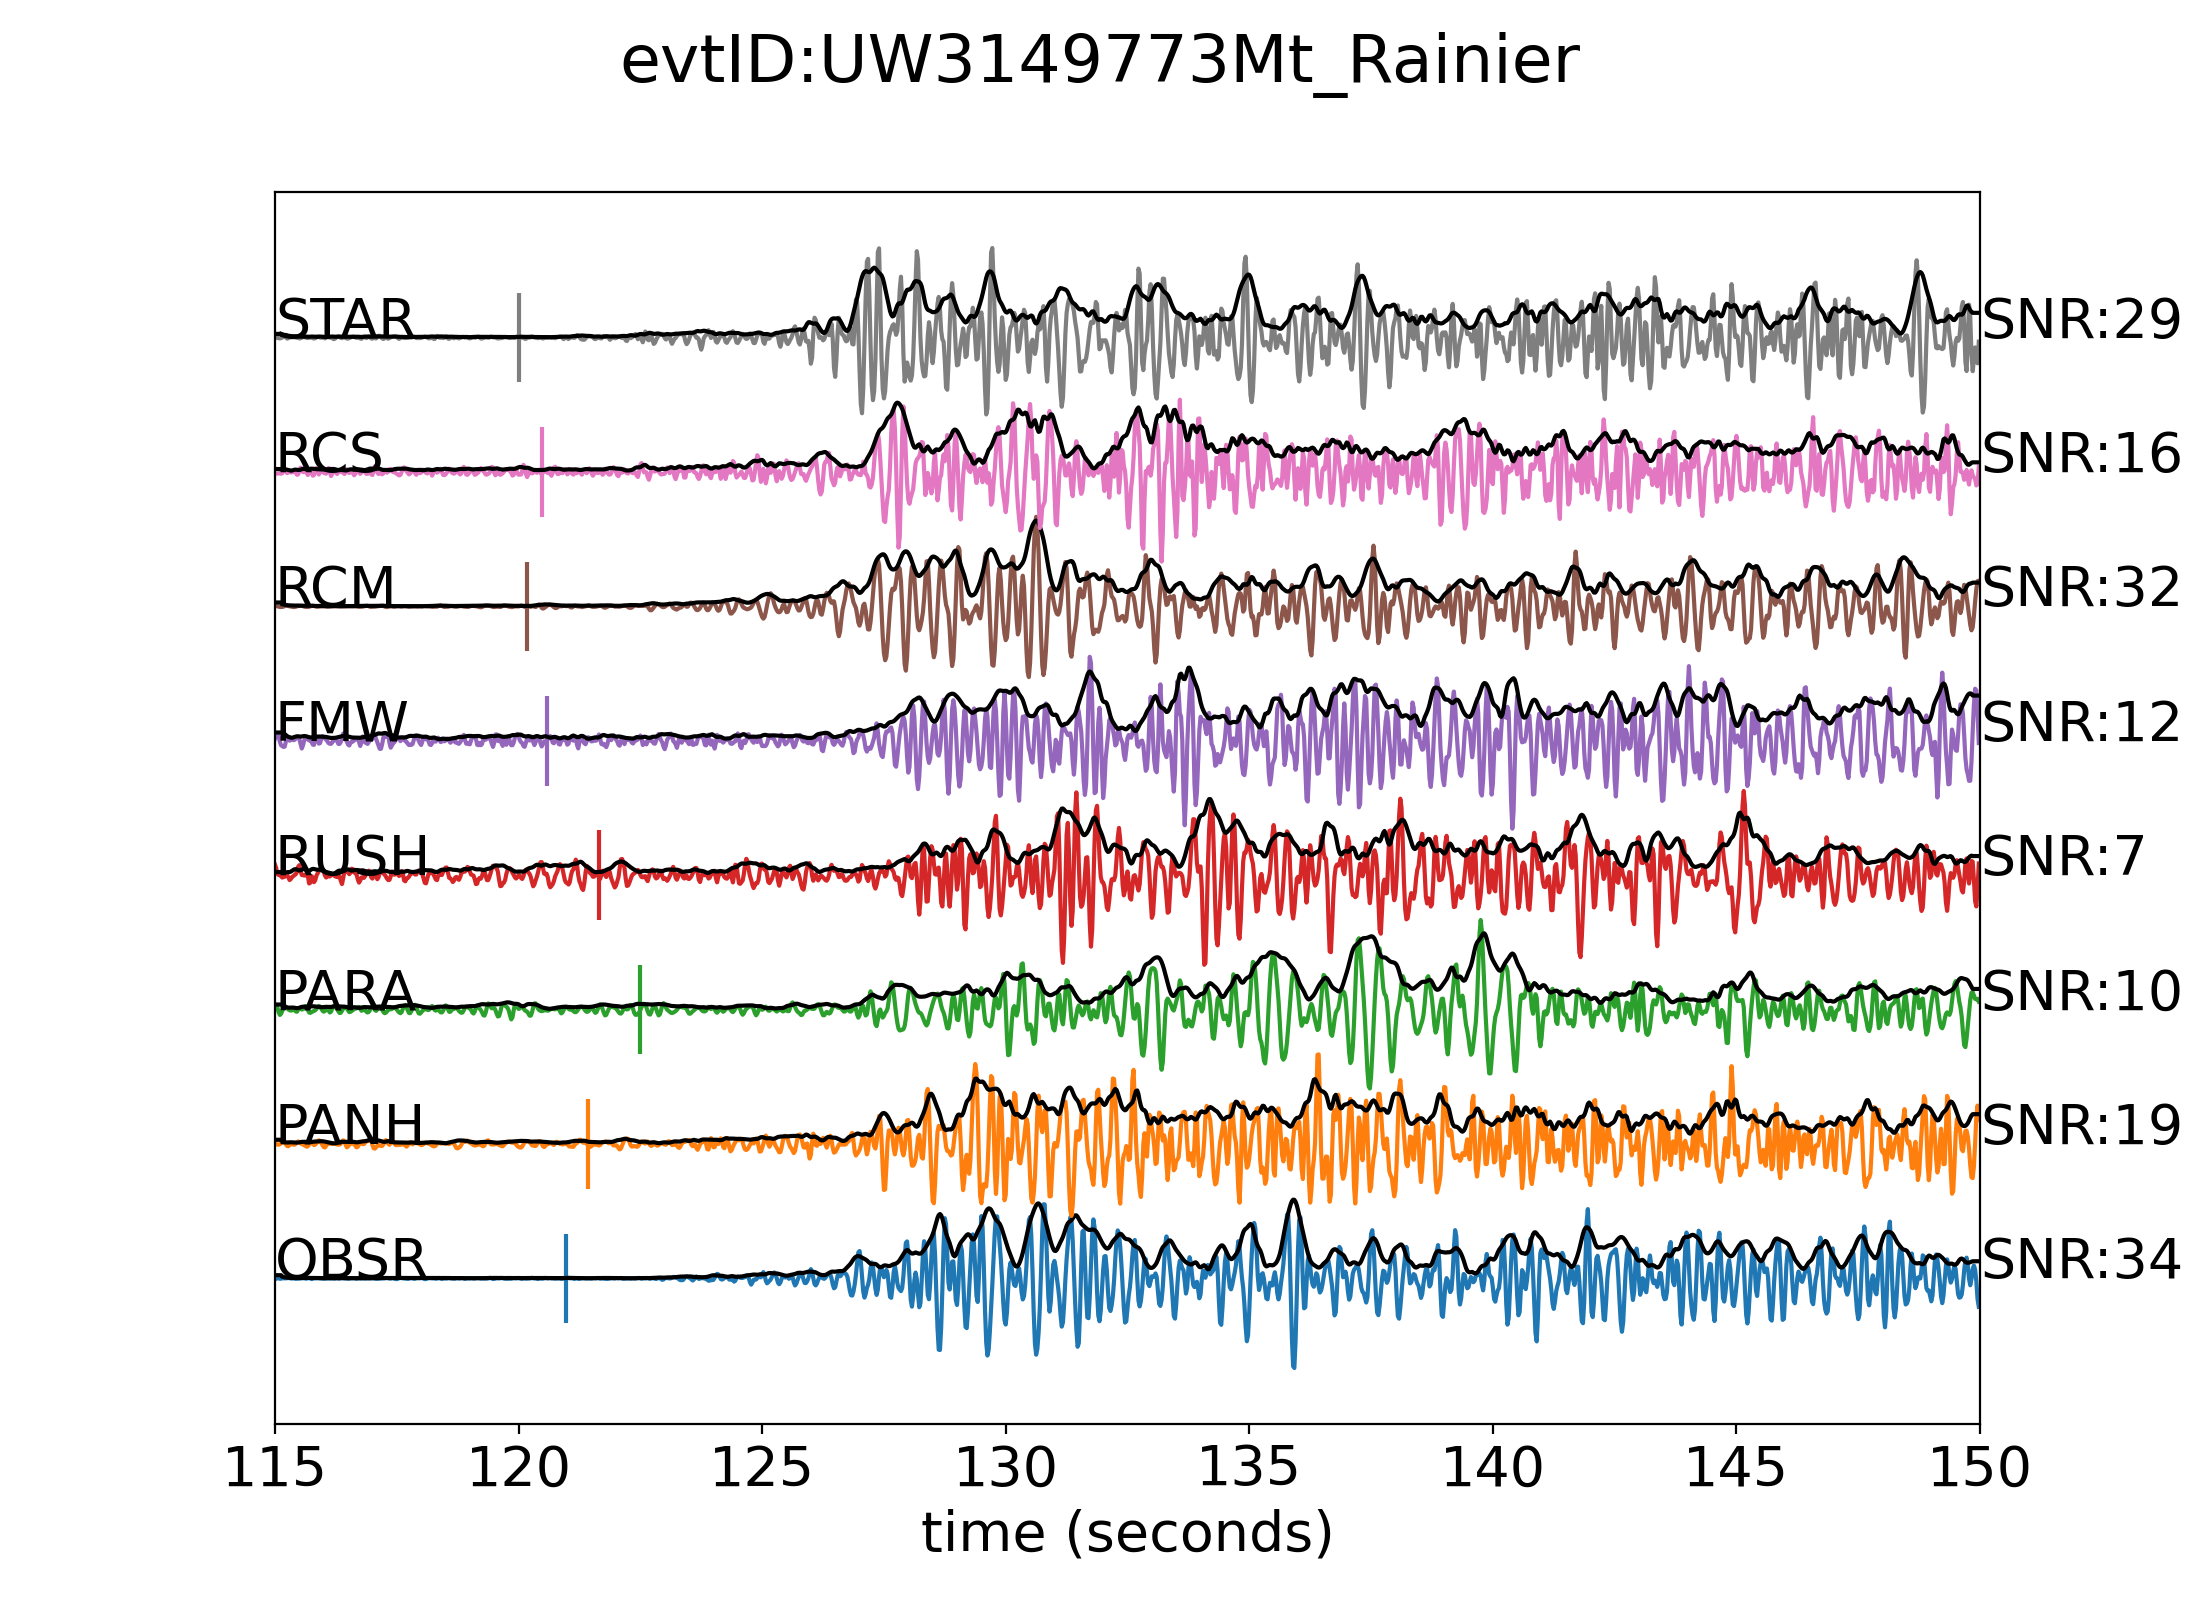 evtID:UW3149773Mt_Rainier
STAR SNR:29
RCS SNR:16
RCM SNR:32
FMW SNR:12
RUSH SNR:7
PARA SNR:10
PANH SNR:19
OBSR SNR:34
115 120 125 130 135 140 145 150
time (seconds)